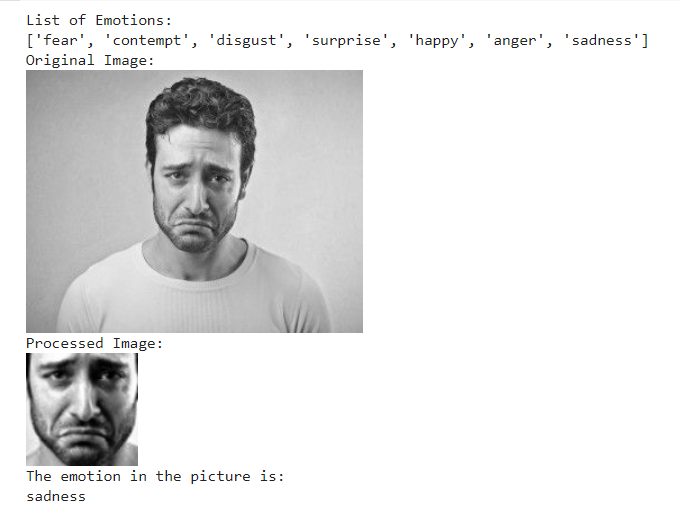 List of Emotions:
['fear', 'contempt', 'disgust', 'surprise', 'happy', 'anger', 'sadness']
Original Image:
Processed Image:
The emotion in the picture is:
sadness